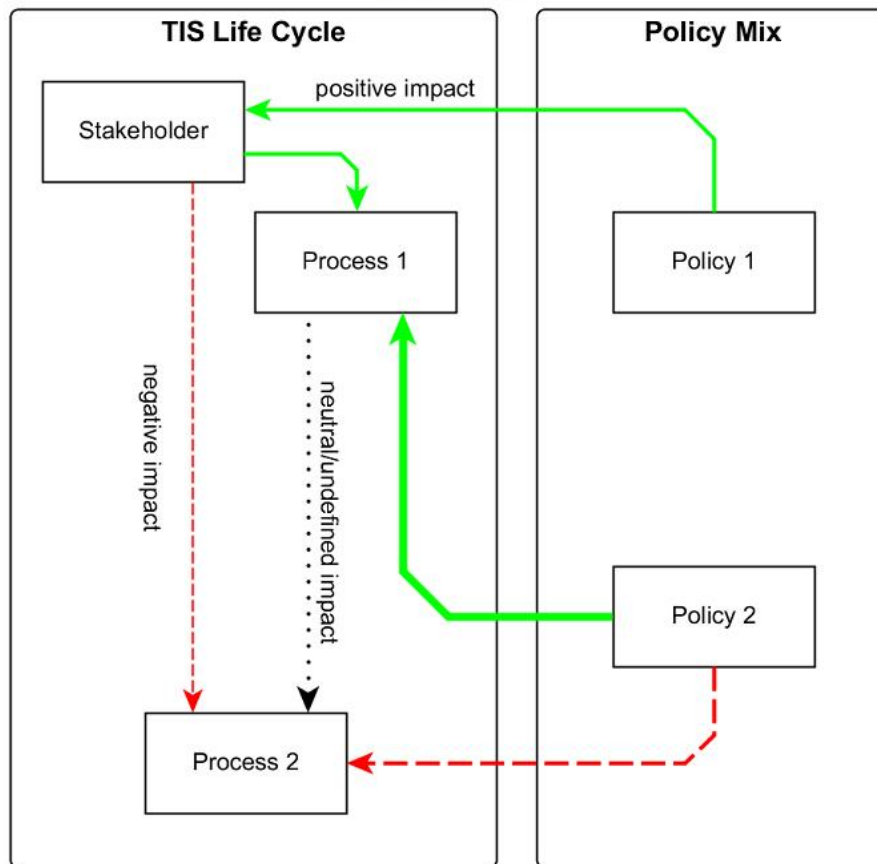 TIS Life Cycle
Policy Mix
positive impact
Stakeholder
Process 1
Policy 1
negative impact
neutral/undefined impact
Policy 2
Process 2